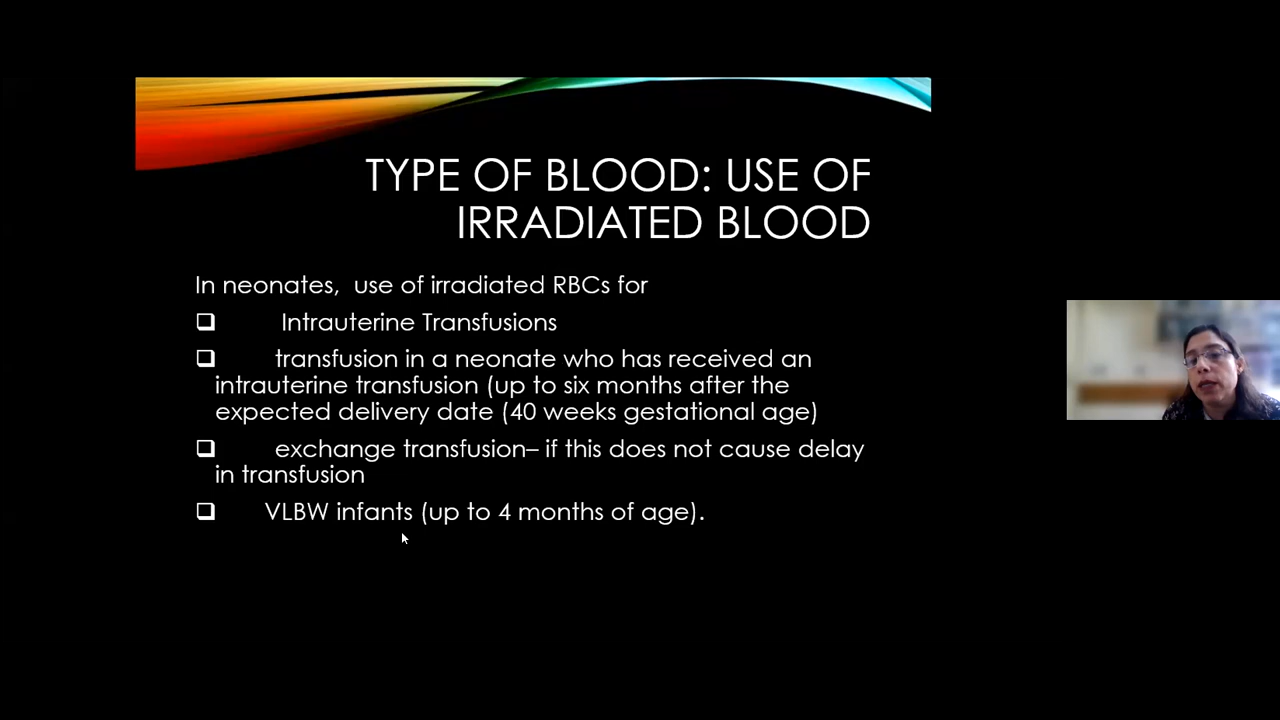 TYPE OF BLOOD: USE OF
IRRADIATED BLOOD
In neonates, use of irradiated RBCs for
Intrauterine Transfusions
transfusion in a neonate who has received an
intrauterine transfusion (up to six months after the
expected delivery date (40 weeks gestational age)
exchange transfusion– if this does not cause delay
in transfusion
VLBW infants (up to 4 months of age).